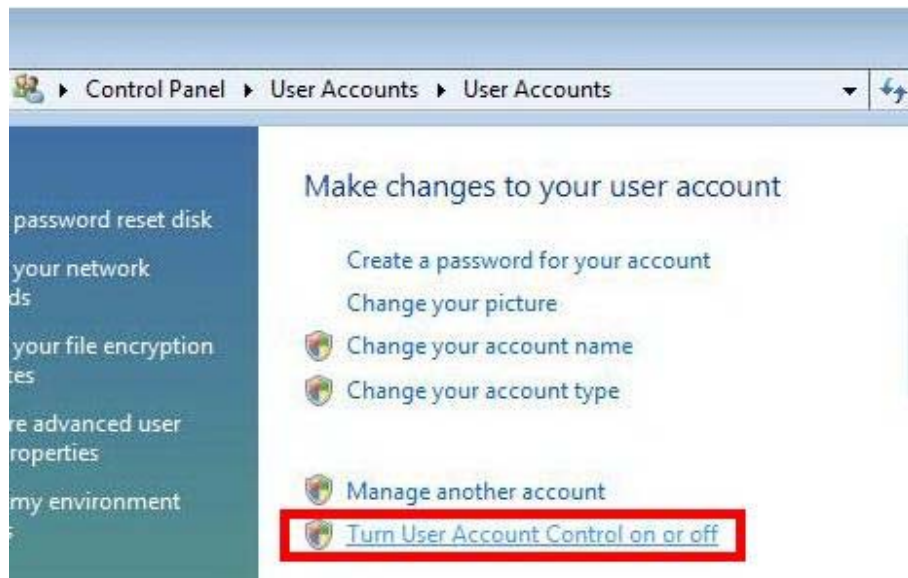 Control Panel User Accounts User Accounts
password reset disk
your network
ds
your file encryption
es
re advanced user
roperties
my environment
Make changes to your user account
Create a password for your account
Change your picture
Change your account name
Change your account type
Manage another account
Turn User Account Control on or off